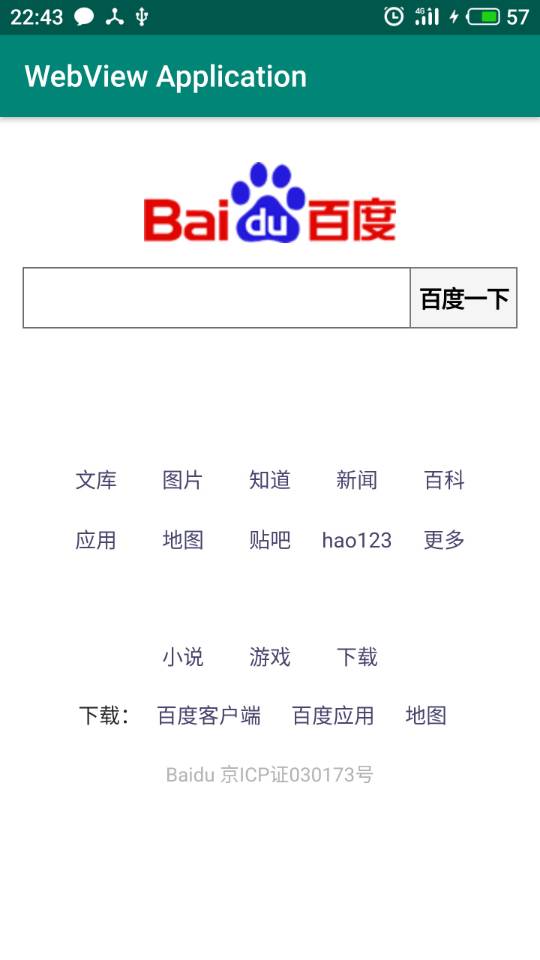 22:43 4G 57
WebView Application
Bai du 百度
百度一下
文库 图片 知道 新闻 百科
应用 地图 贴吧 hao123 更多
小说 游戏 下载
下载： 百度客户端 百度应用 地图
Baidu 京ICP证030173号